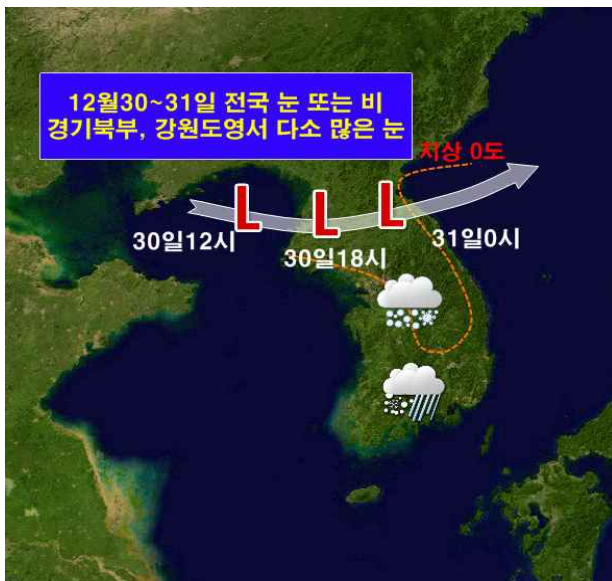 12월30~31일 전국 눈 또는 비
경기북부, 강원도영서 다소 많은 눈
지상 0도
L
L
L
30일12시
30일18시
31일0시